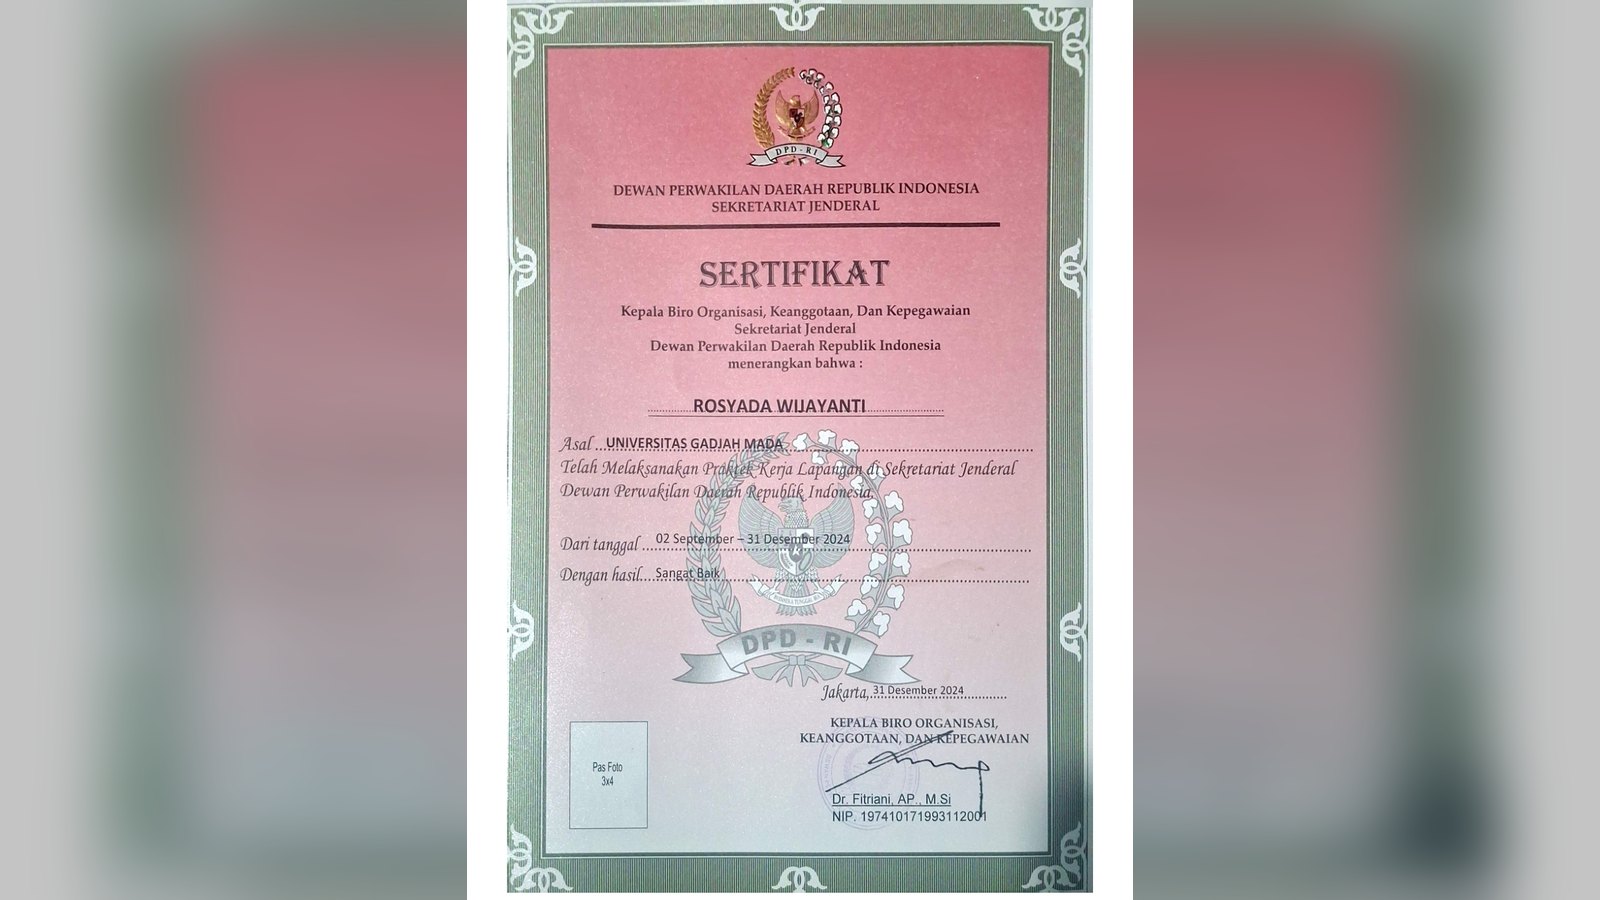 DPD - RI
DEWAN PERWAKILAN DAERAH REPUBLIK INDONESIA
SEKRETARIAT JENDERAL
SERTIFIKAT
Kepala Biro Organisasi, Keanggotaan, Dan Kepegawaian
Sekretariat Jenderal
Dewan Perwakilan Daerah Republik Indonesia
menerangkan bahwa :
ROSYADA WIJAYANTI
Asal ... UNIVERSITAS GADJAH MADA
Telah Melaksanakan Praktek Kerja Lapangan di Sekretariat Jenderal
Dewan Perwakilan Daerah Republik Indonesia.
Dari tanggal ... 02 September – 31 Desember 2024
Dengan hasil.... Sangat Baik
BHINNEKA TUNGGAL IKA
DPD - RI
Jakarta, 31 Desember 2024
KEPALA BIRO ORGANISASI,
KEANGGOTAAN, DAN KEPEGAWAIAN
Pas Foto
3x4
Dr. Fitriani, AP., M.Si
NIP. 197410171993112001